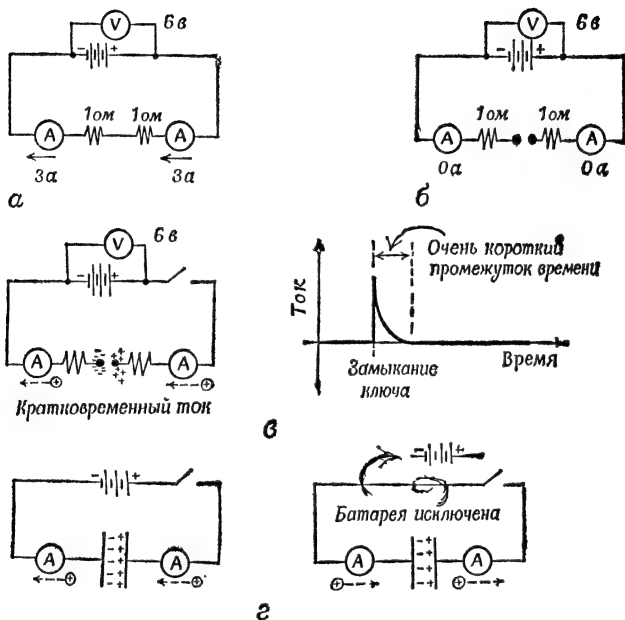 V 6в V 6в
- + - +
1ом 1ом 1ом 1ом
A A A A
3а 3а 0а 0а
а б
V 6в
- +
A A
+ +
Кратковременный ток
Ток
Очень короткий
промежуток времени
Время
Замыкание
ключа
в
- + - +
Батарея исключена
A A A A
+ + + +
г